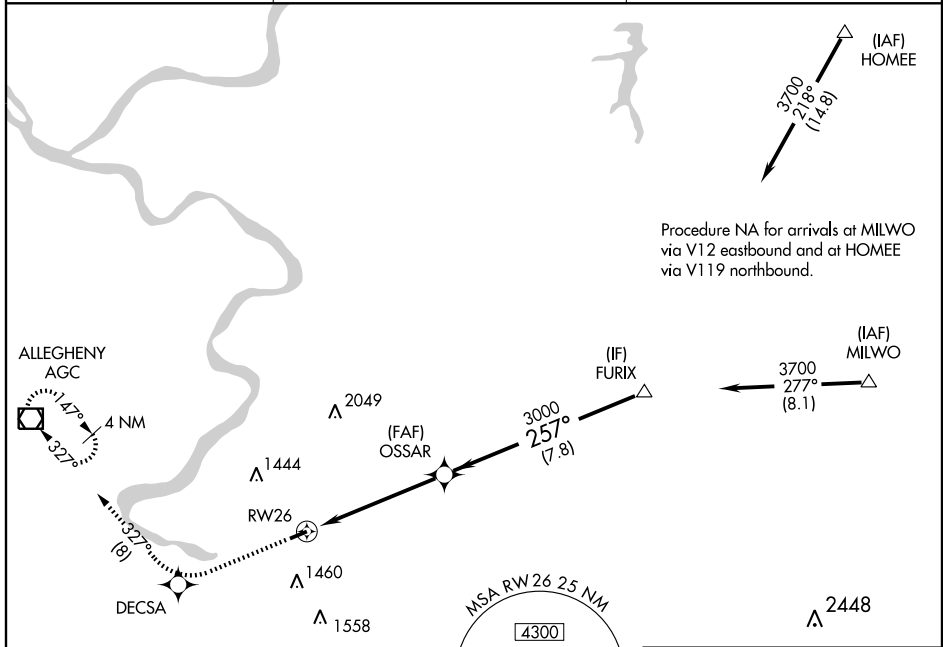 (IAF)
HOMEE
3700
218°
(14.8)
Procedure NA for arrivals at MILWO
via V12 eastbound and at HOMEE
via V119 northbound.
(IAF)
MILWO
3700
277°
(8.1)
(IF)
FURIX
3000
257°
(7.8)
(FAF)
OSSAR
2049
1444
RW26
1460
1558
ALLEGHENY
AGC
147°
4 NM
327°
327°
(8)
DECSA
MSA RW 26 25 NM
4300
2448